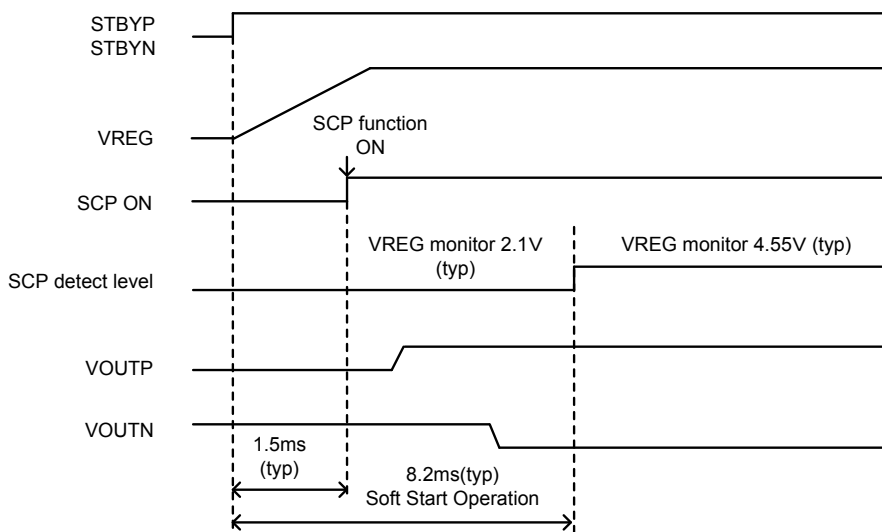 STBYP
STBYN
VREG
SCP function
ON
SCP ON
VREG monitor 2.1V
(typ)
VREG monitor 4.55V (typ)
SCP detect level
VOUTP
VOUTN
1.5ms
(typ)
8.2ms(typ)
Soft Start Operation